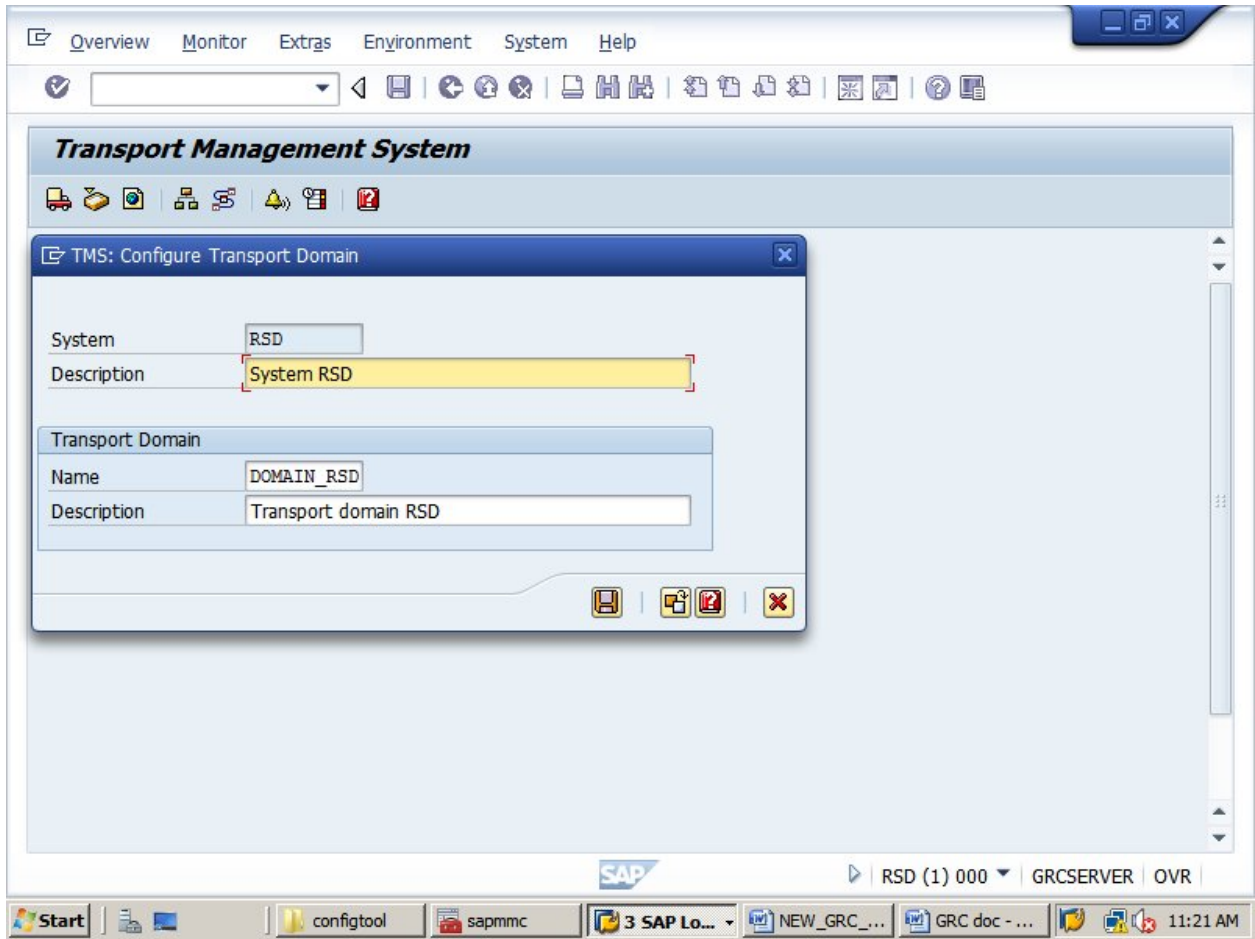 Overview Monitor Extras Environment System Help
Transport Management System
TMS: Configure Transport Domain
System RSD
Description System RSD
Transport Domain
Name DOMAIN_RSD
Description Transport domain RSD
SAP RSD (1) 000 GRCSERVER OVR
Start configtool sapmmc 3 SAP Lo... NEW_GRC_... GRC doc - ... 11:21 AM